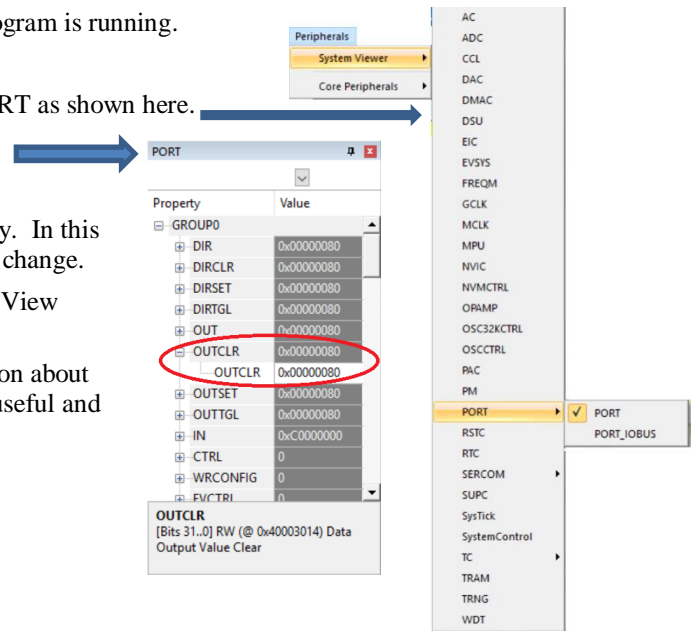 ogram is running.
RT as shown here.
y. In this
change.
View
on about
useful and
Peripherals
System Viewer
Core Peripherals
PORT
Property Value
GROUP0
DIR 0x00000080
DIRCLR 0x00000080
DIRSET 0x00000080
DIRTGL 0x00000080
OUT 0x00000080
OUTCLR 0x00000080
OUTCLR 0x00000080
OUTSET 0x00000080
OUTTGL 0x00000080
IN 0xC0000000
CTRL 0
WRCONFIG 0
EVCTRL 0
OUTCLR
[Bits 31..0] RW (@ 0x40003014) Data
Output Value Clear
AC
ADC
CCL
DAC
DMAC
DSU
EIC
EVSYS
FREQM
GCLK
MCLK
MPU
NVIC
NVMCTRL
OPAMP
OSC32KCTRL
OSCCTRL
PAC
PM
PORT
RSTC
RTC
SERCOM
SUPC
SysTick
SystemControl
TC
TRAM
TRNG
WDT
PORT
PORT_IOBUS